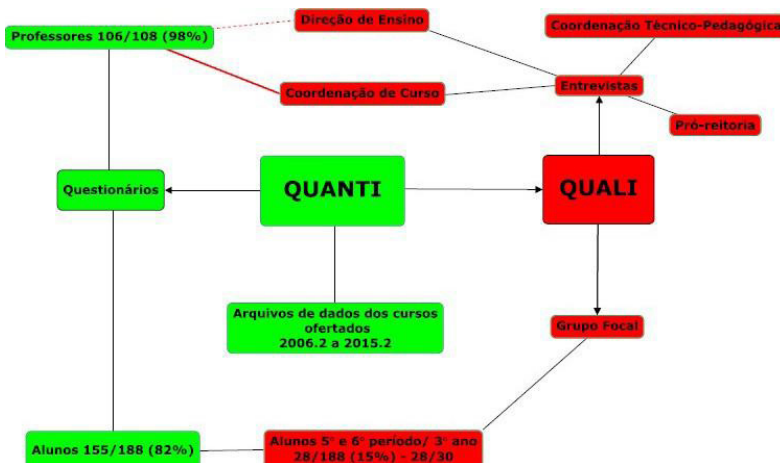 Professores 106/108 (98%)
Direção de Ensino
Coordenação Tècnico-Pedagógica
Coordenação de Curso
Entrevistas
Pró-reitoria
Questionários
QUANTI
QUALI
Arquivos de dados dos cursos
ofertados
2006.2 a 2015.2
Grupo Focal
Alunos 155/188 (82%)
Alunos 5° e 6° período/ 3° ano
28/188 (15%) - 28/30